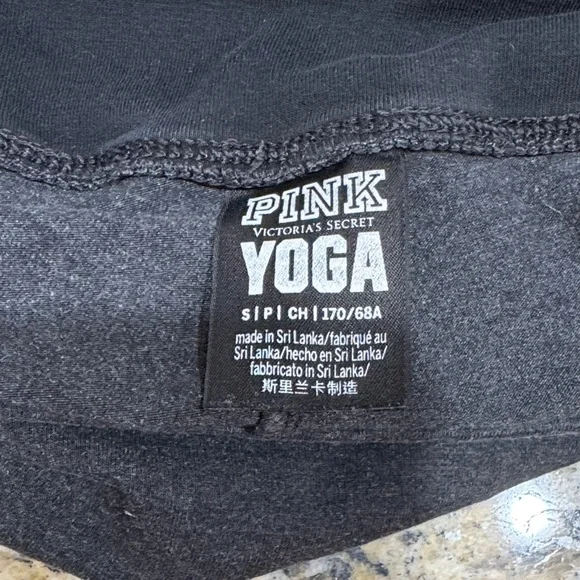 PINK
VICTORIA'S SECRET
YOGA
S | P | CH | 170/68A
made in Sri Lanka/fabriqué au
Sri Lanka/hecho en Sri Lanka/
fabbricato in Sri Lanka/
斯里兰卡制造